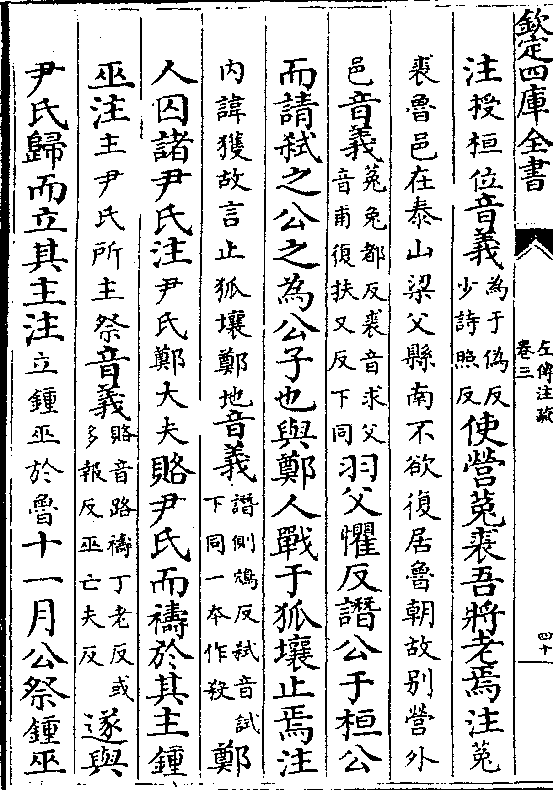 欽定四庫全書
左傳注疏
卷三
四十
注授桓位音義為于偽反
少詩照反使營菟裘吾將老焉注菟
裘魯邑在泰山梁父縣南不欲復居魯朝故別營外
邑音義菟兔都反裘音求父
音甫復扶又反下同羽父懼反譖公于桓公
而請弑之公之為公子也與鄭人戰于狐壤止焉注
内諱獲故言止狐壤鄭地音義譖側鴆反弑音試
下同一本作殺鄭
人囚諸尹氏注尹氏鄭大夫賂尹氏而禱於其主鍾
巫注主尹氏所主祭音義賂音路禱丁老反或
多報反巫亡夫反遂與
尹氏歸而立其主注立鍾巫於魯十一月公祭鍾巫